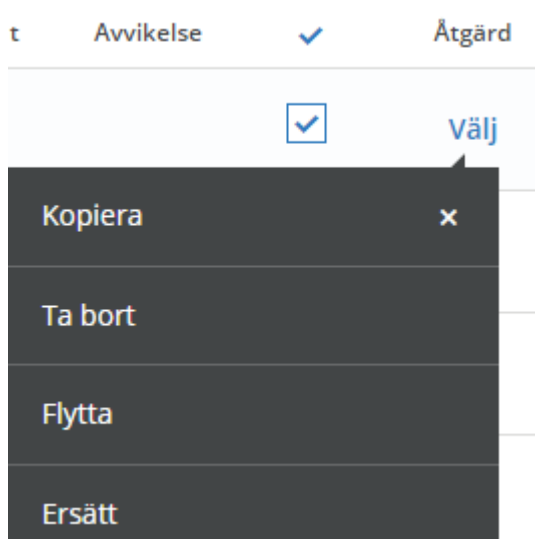 t Avvikelse ✓ Åtgärd
Välj
Kopiera ×
Ta bort
Flytta
Ersätt